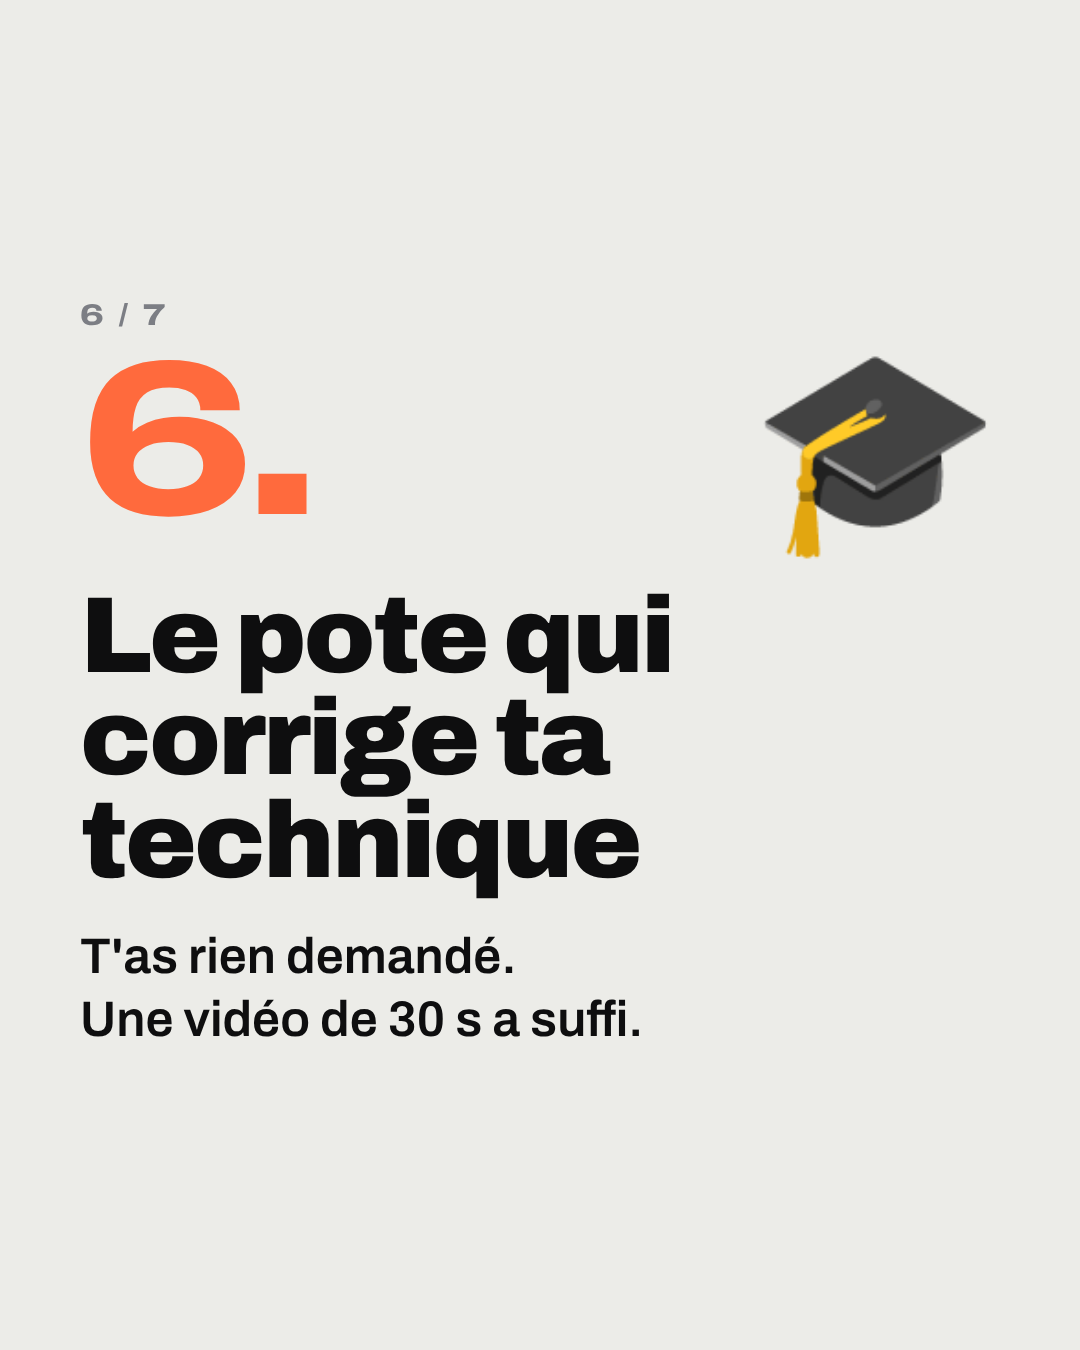 6 / 7
6.
Le pote qui
corrige ta
technique
T'as rien demandé.
Une vidéo de 30 s a suffi.